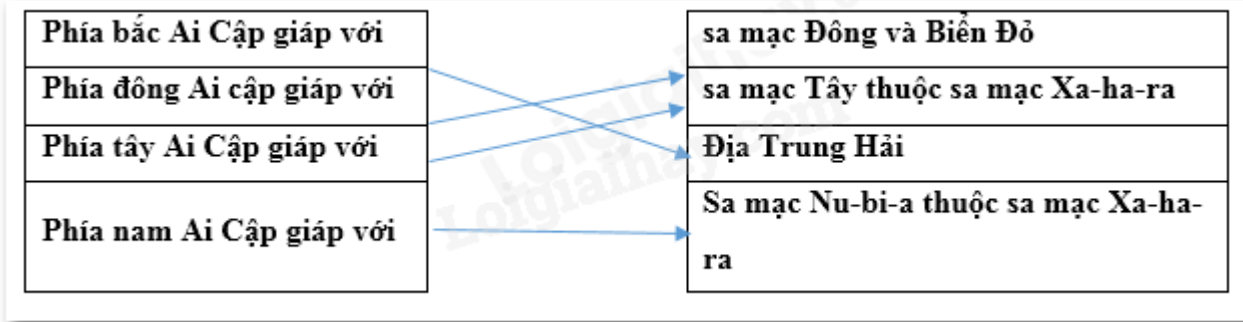 Phía bắc Ai Cập giáp với
sa mạc Đông và Biển Đỏ
Phía đông Ai cập giáp với
sa mạc Tây thuộc sa mạc Xa-ha-ra
Phía tây Ai Cập giáp với
Địa Trung Hải
Phía nam Ai Cập giáp với
Sa mạc Nu-bi-a thuộc sa mạc Xa-ha-
ra
Loigiaihay.com